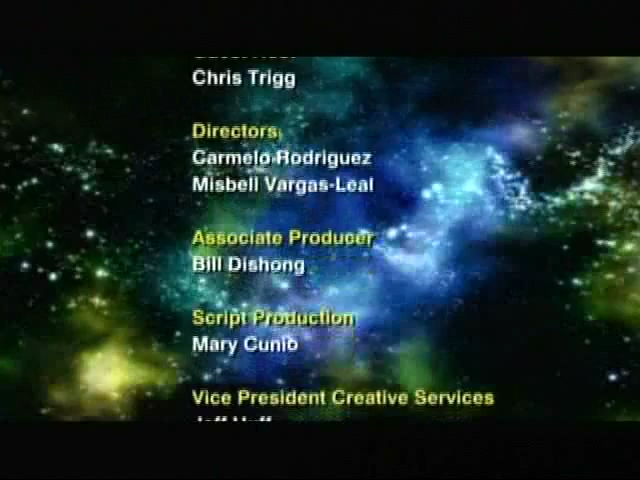 Chris Trigg
Directors
Carmelo Rodriguez
Misbell Vargas-Leal
Associate Producer
Bill Dishong
Script Production
Mary Cunio
Vice President Creative Services